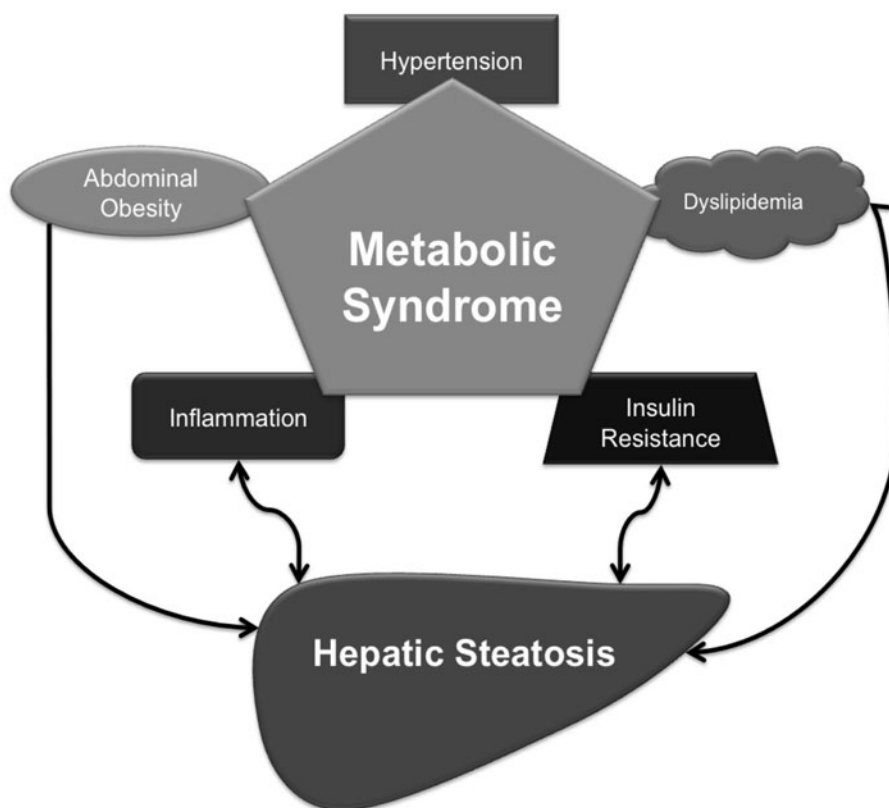 Hypertension
Abdominal
Obesity
Dyslipidemia
Metabolic
Syndrome
Inflammation
Insulin
Resistance
Hepatic Steatosis